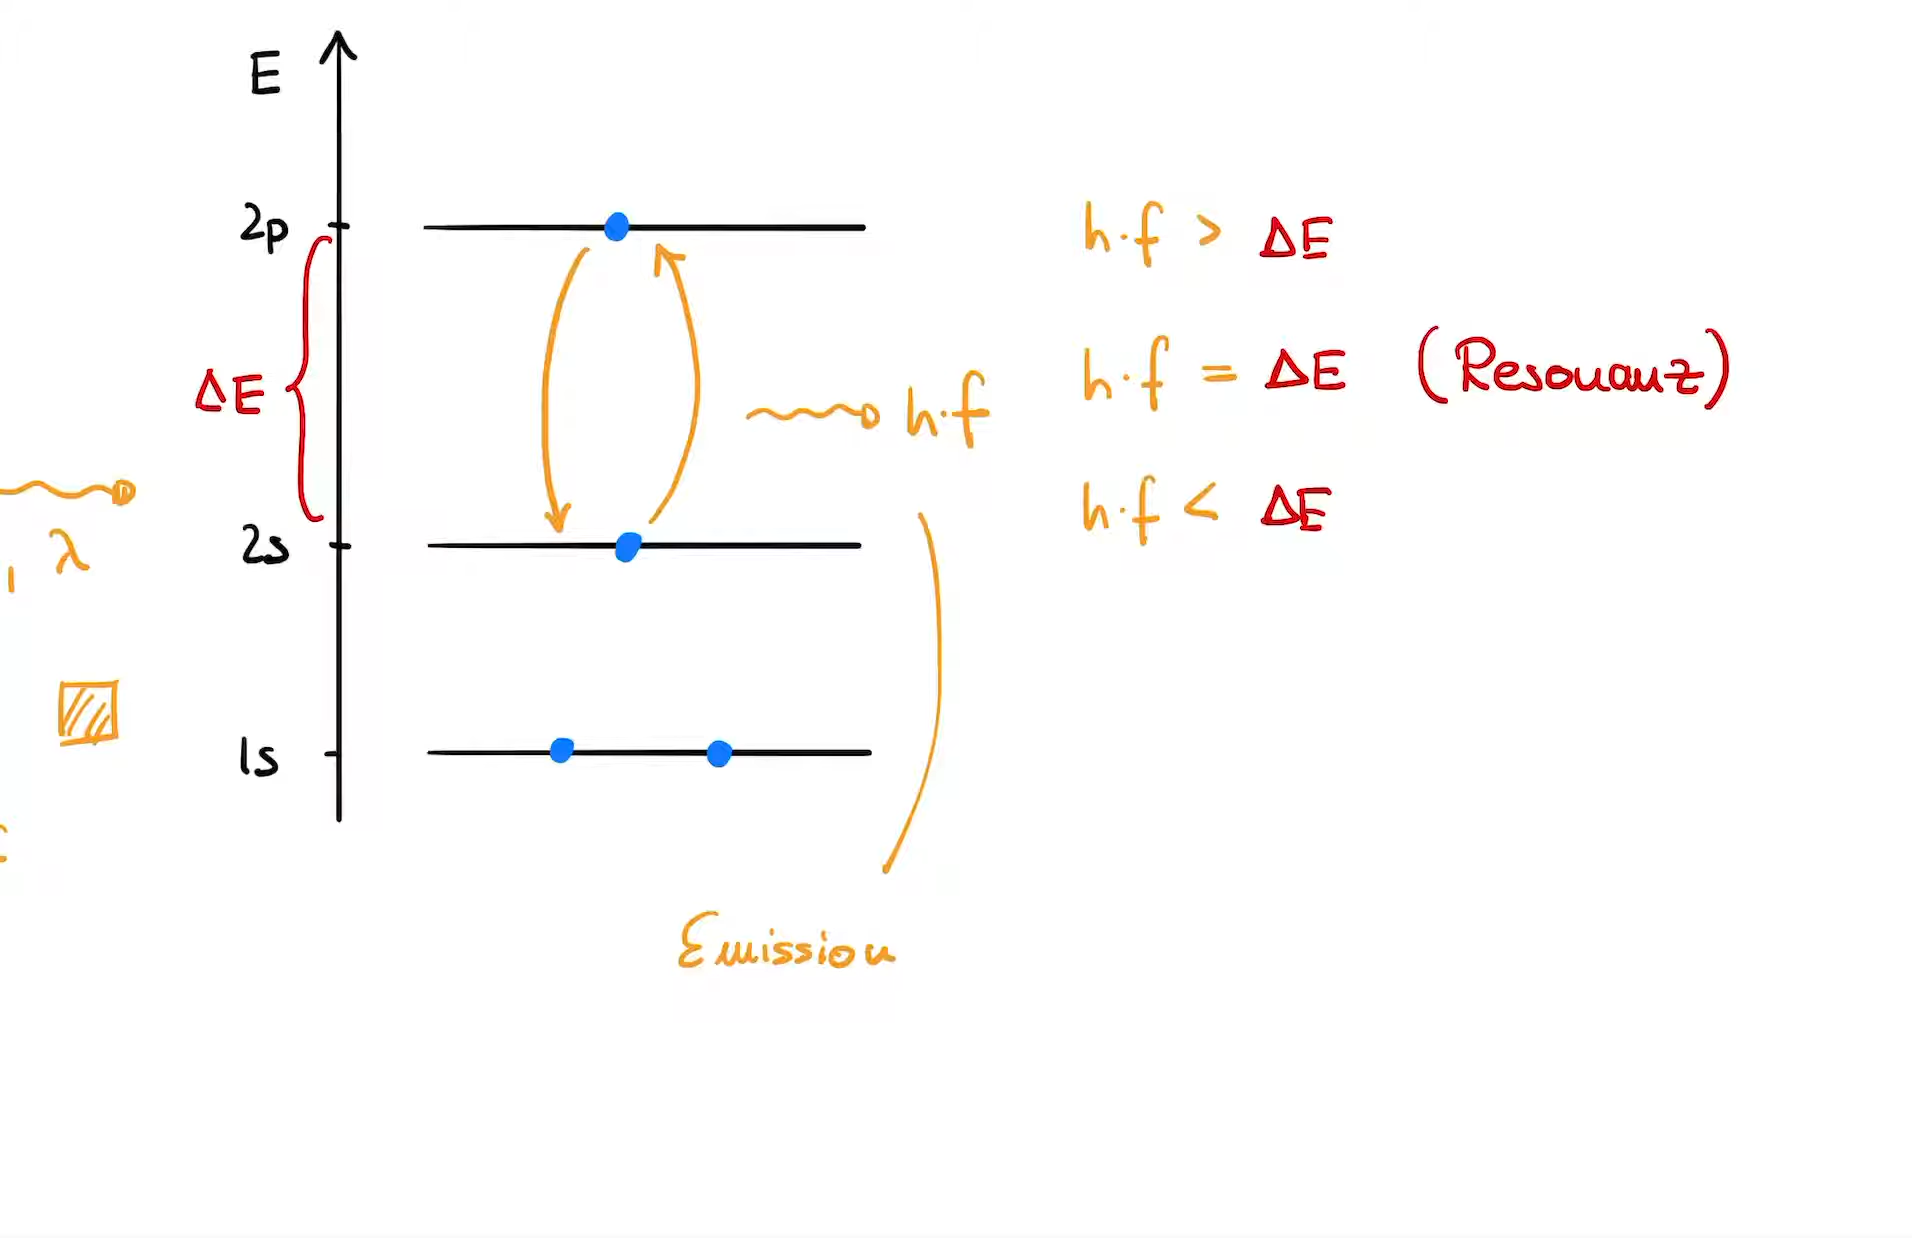 E
2p
h·f > ΔE
ΔE
h·f
h·f = ΔE (Resonanz)
h·f < ΔE
2s
, λ
1s
Emission